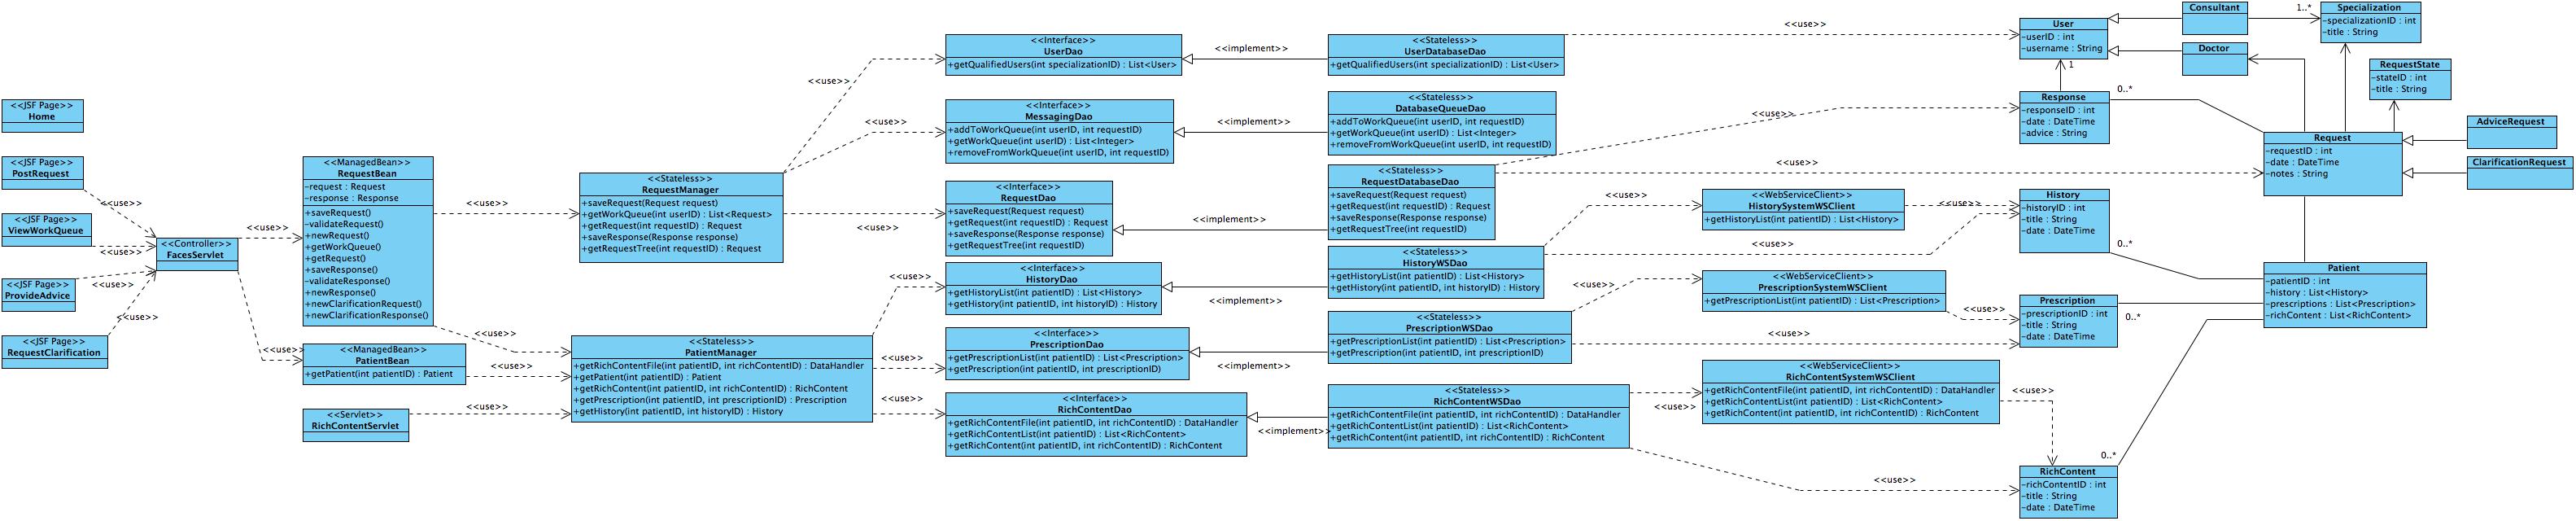 <<JSF Page>>
Home
<<JSF Page>>
PostRequest
<<JSF Page>>
ViewWorkQueue
<<JSF Page>>
ProvideAdvice
<<JSF Page>>
RequestClarification
<<use>>
<<use>>
<<use>>
<<use>>
<<Controller>>
FacesServlet
<<use>>
<<use>>
<<ManagedBean>>
RequestBean
-request : Request
-response : Response
+saveRequest()
-validateRequest()
+newRequest()
+getWorkQueue()
+getRequest()
+saveResponse()
-validateResponse()
+newResponse()
+newClarificationRequest()
+newClarificationResponse()
<<ManagedBean>>
PatientBean
+getPatient(int patientID) : Patient
<<Servlet>>
RichContentServlet
<<use>>
<<use>>
<<use>>
<<use>>
<<Stateless>>
RequestManager
+saveRequest(Request request)
+getWorkQueue(int userID) : List<Request>
+getRequest(int requestID) : Request
+saveResponse(Response response)
+getRequestTree(int requestID) : Request
<<Stateless>>
PatientManager
+getRichContentFile(int patientID, int richContentID) : DataHandler
+getPatient(int patientID) : Patient
+getRichContent(int patientID, int richContentID) : RichContent
+getPrescription(int patientID, int prescriptionID) : Prescription
+getHistory(int patientID, int historyID) : History
<<use>>
<<use>>
<<use>>
<<use>>
<<use>>
<<use>>
<<Interface>>
UserDao
+getQualifiedUsers(int specializationID) : List<User>
<<Interface>>
MessagingDao
+addToWorkQueue(int userID, int requestID)
+getWorkQueue(int userID) : List<Integer>
+removeFromWorkQueue(int userID, int requestID)
<<Interface>>
RequestDao
+saveRequest(Request request)
+getRequest(int requestID) : Request
+saveResponse(Response response)
+getRequestTree(int requestID)
<<Interface>>
HistoryDao
+getHistoryList(int patientID) : List<History>
+getHistory(int patientID, int historyID) : History
<<Interface>>
PrescriptionDao
+getPrescriptionList(int patientID) : List<Prescription>
+getPrescription(int patientID, int prescriptionID)
<<Interface>>
RichContentDao
+getRichContentFile(int patientID, int richContentID) : DataHandler
+getRichContentList(int patientID) : List<RichContent>
+getRichContent(int patientID, int richContentID) : RichContent
<<implement>>
<<implement>>
<<implement>>
<<implement>>
<<implement>>
<<implement>>
<<Stateless>>
UserDatabaseDao
+getQualifiedUsers(int specializationID) : List<User>
<<Stateless>>
DatabaseQueueDao
+addToWorkQueue(int userID, int requestID)
+getWorkQueue(int userID) : List<Integer>
+removeFromWorkQueue(int userID, int requestID)
<<Stateless>>
RequestDatabaseDao
+saveRequest(Request request)
+getRequest(int requestID) : Request
+saveResponse(Response response)
+getRequestTree(int requestID)
<<Stateless>>
HistoryWSDao
+getHistoryList(int patientID) : List<History>
+getHistory(int patientID, int historyID) : History
<<Stateless>>
PrescriptionWSDao
+getPrescriptionList(int patientID) : List<Prescription>
+getPrescription(int patientID, int prescriptionID)
<<Stateless>>
RichContentWSDao
+getRichContentFile(int patientID, int richContentID) : DataHandler
+getRichContentList(int patientID) : List<RichContent>
+getRichContent(int patientID, int richContentID) : RichContent
<<use>>
<<use>>
<<use>>
<<use>>
<<use>>
<<use>>
<<use>>
<<use>>
<<use>>
<<WebServiceClient>>
HistorySystemWSClient
+getHistoryList(int patientID) : List<History>
<<WebServiceClient>>
PrescriptionSystemWSClient
+getPrescriptionList(int patientID) : List<Prescription>
<<WebServiceClient>>
RichContentSystemWSClient
+getRichContentFile(int patientID, int richContentID) : DataHandler
+getRichContentList(int patientID) : List<RichContent>
+getRichContent(int patientID, int richContentID) : RichContent
<<use>>
<<use>>
<<use>>
User
-userID : int
-username : String
1
Response
-responseID : int
-date : DateTime
-advice : String
0..*
History
-historyID : int
-title : String
-date : DateTime
0..*
Prescription
-prescriptionID : int
-title : String
-date : DateTime
0..*
0..*
RichContent
-richContentID : int
-title : String
-date : DateTime
Consultant
1..*
Specialization
-specializationID : int
-title : String
Doctor
RequestState
-stateID : int
-title : String
Request
-requestID : int
-date : DateTime
-notes : String
AdviceRequest
ClarificationRequest
Patient
-patientID : int
-history : List<History>
-prescriptions : List<Prescription>
-richContent : List<RichContent>